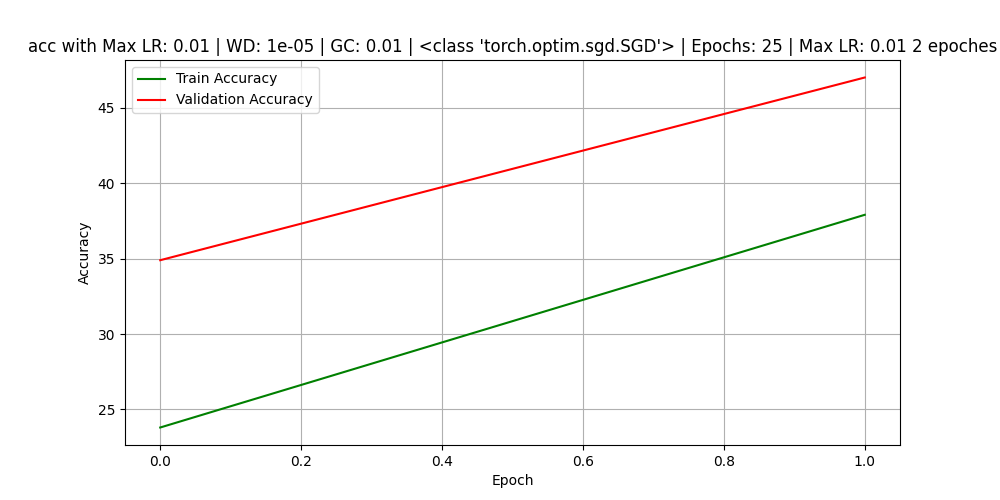 acc with Max LR: 0.01 | WD: 1e-05 | GC: 0.01 | <class 'torch.optim.sgd.SGD'> | Epochs: 25 | Max LR: 0.01 2 epoches
Train Accuracy
Validation Accuracy
45
40
35
30
25
Accuracy
0.0 0.2 0.4 0.6 0.8 1.0
Epoch